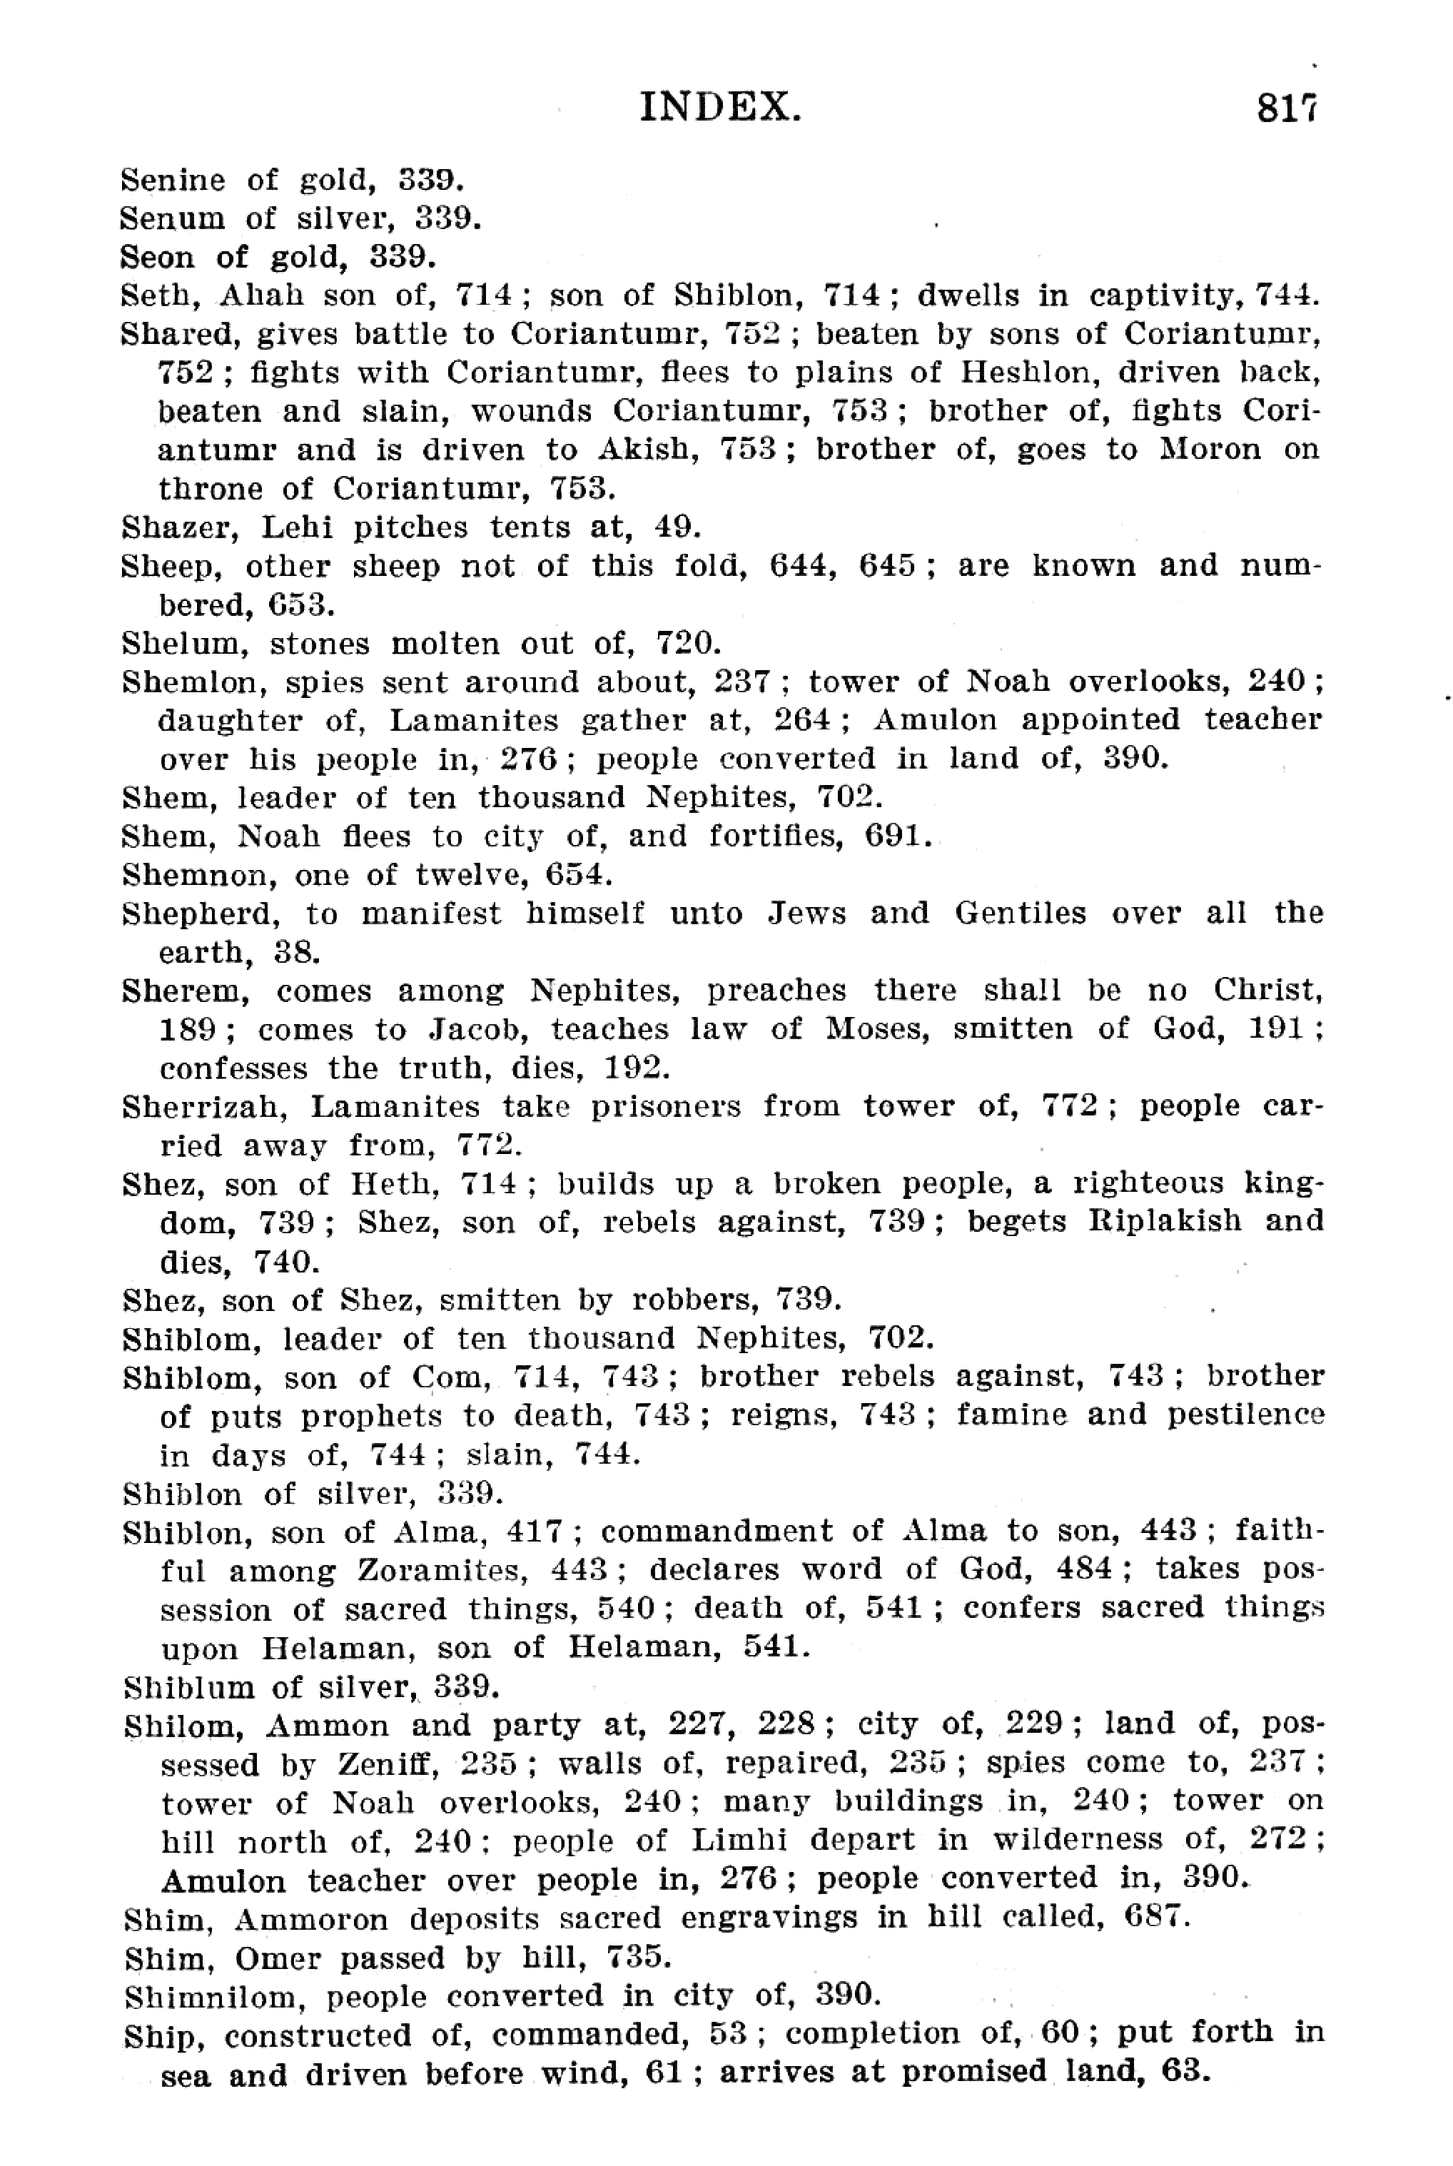 INDEX. 817
Senine of gold, 339.
Senum of silver, 339.
Seon of gold, 339.
Seth, Ahah son of, 714; son of Shiblon, 714; dwells in captivity, 744.
Shared, gives battle to Coriantumr, 752; beaten by sons of Coriantumr,
752; fights with Coriantumr, flees to plains of Heshlon, driven back,
beaten and slain, wounds Coriantumr, 753; brother of, fights Cori-
antumr and is driven to Akish, 753; brother of, goes to Moron on
throne of Coriantumr, 753.
Shazer, Lehi pitches tents at, 49.
Sheep, other sheep not of this fold, 644, 645; are known and num-
bered, 653.
Shelum, stones molten out of, 720.
Shemlon, spies sent around about, 237; tower of Noah overlooks, 240;
daughter of, Lamanites gather at, 264; Amulon appointed teacher
over his people in, 276; people converted in land of, 390.
Shem, leader of ten thousand Nephites, 702.
Shem, Noah flees to city of, and fortifies, 691.
Shemnon, one of twelve, 654.
Shepherd, to manifest himself unto Jews and Gentiles over all the
earth, 38.
Sherem, comes among Nephites, preaches there shall be no Christ,
189; comes to Jacob, teaches law of Moses, smitten of God, 191;
confesses the truth, dies, 192.
Sherrizah, Lamanites take prisoners from tower of, 772; people car-
ried away from, 772.
Shez, son of Heth, 714; builds up a broken people, a righteous king-
dom, 739; Shez, son of, rebels against, 739; begets Riplakish and
dies, 740.
Shez, son of Shez, smitten by robbers, 739.
Shiblom, leader of ten thousand Nephites, 702.
Shiblom, son of Com, 714, 743; brother rebels against, 743; brother
of puts prophets to death, 743; reigns, 743; famine and pestilence
in days of, 744; slain, 744.
Shiblon of silver, 339.
Shiblon, son of Alma, 417; commandment of Alma to son, 443; faith-
ful among Zoramites, 443; declares word of God, 484; takes pos-
session of sacred things, 540; death of, 541; confers sacred things
upon Helaman, son of Helaman, 541.
Shiblum of silver, 339.
Shilom, Ammon and party at, 227, 228; city of, 229; land of, pos-
sessed by Zeniff, 235; walls of, repaired, 235; spies come to, 237;
tower of Noah overlooks, 240; many buildings in, 240; tower on
hill north of, 240; people of Limhi depart in wilderness of, 272;
Amulon teacher over people in, 276; people converted in, 390.
Shim, Ammoron deposits sacred engravings in hill called, 687.
Shim, Omer passed by hill, 735.
Shimnilom, people converted in city of, 390.
Ship, constructed of, commanded, 53; completion of, 60; put forth in
sea and driven before wind, 61; arrives at promised land, 63.